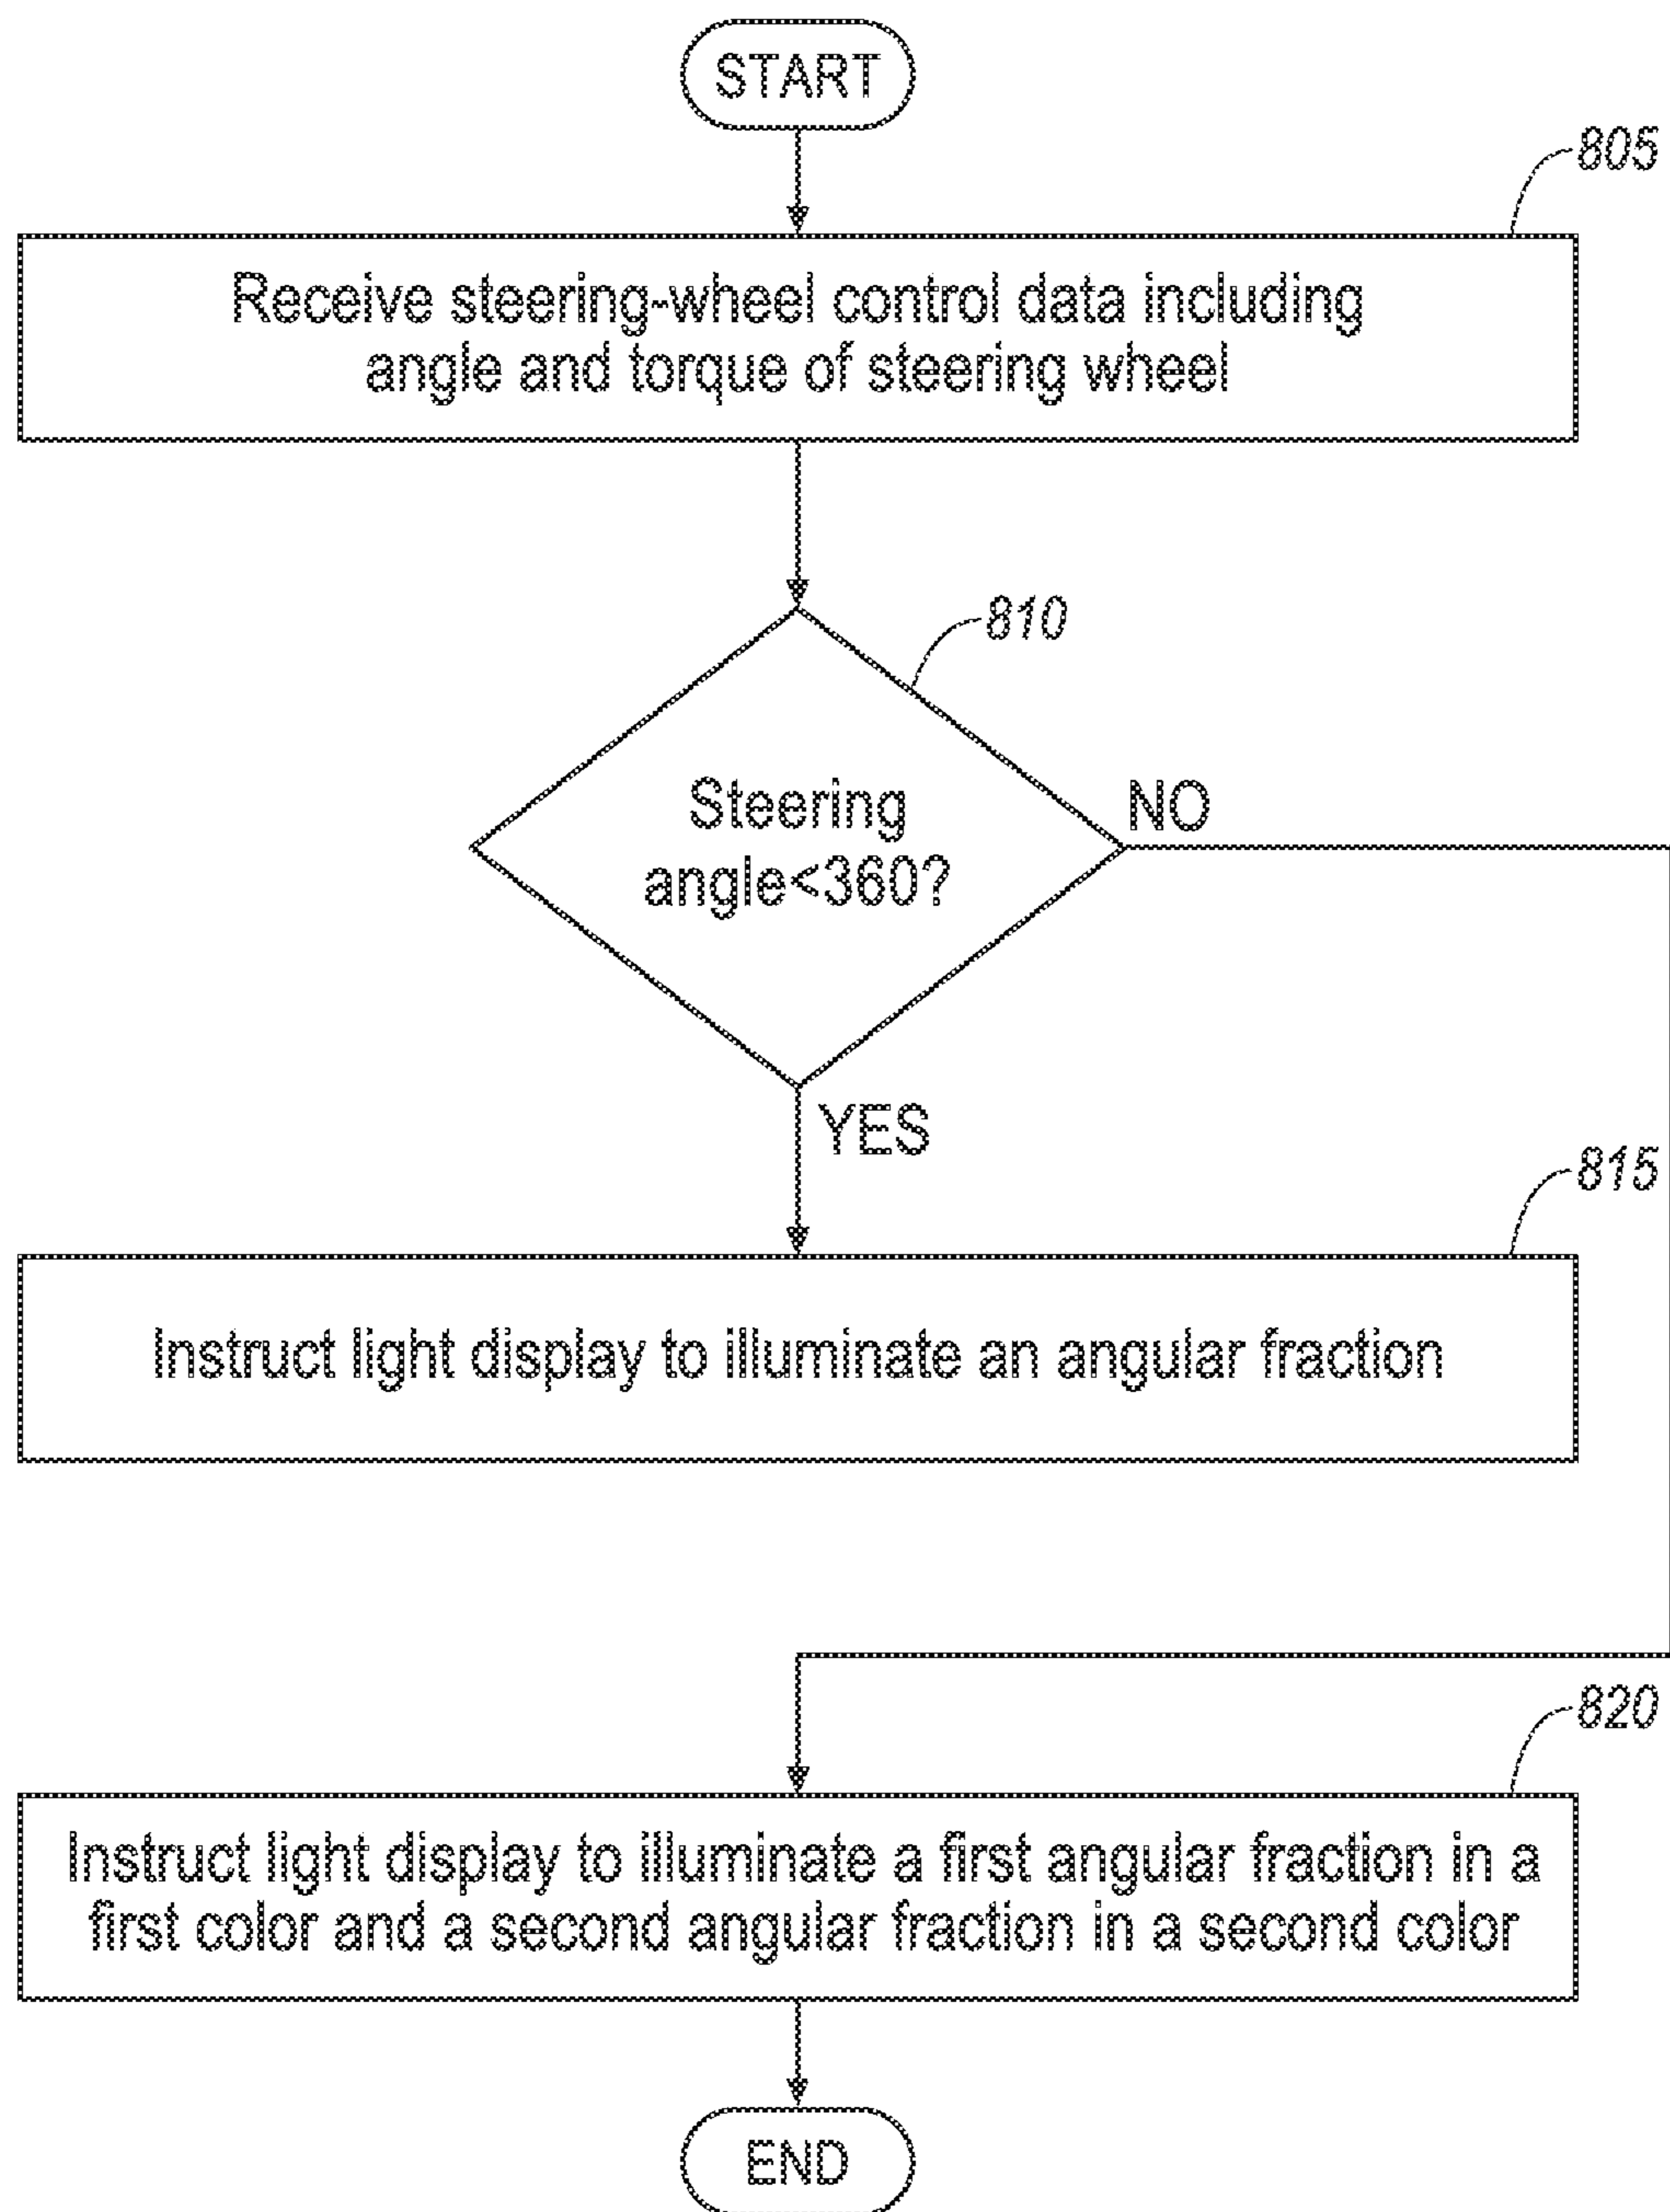 START
805
Receive steering-wheel control data including
angle and torque of steering wheel
810
Steering
angle<360?
NO
YES
815
Instruct light display to illuminate an angular fraction
820
Instruct light display to illuminate a first angular fraction in a
first color and a second angular fraction in a second color
END